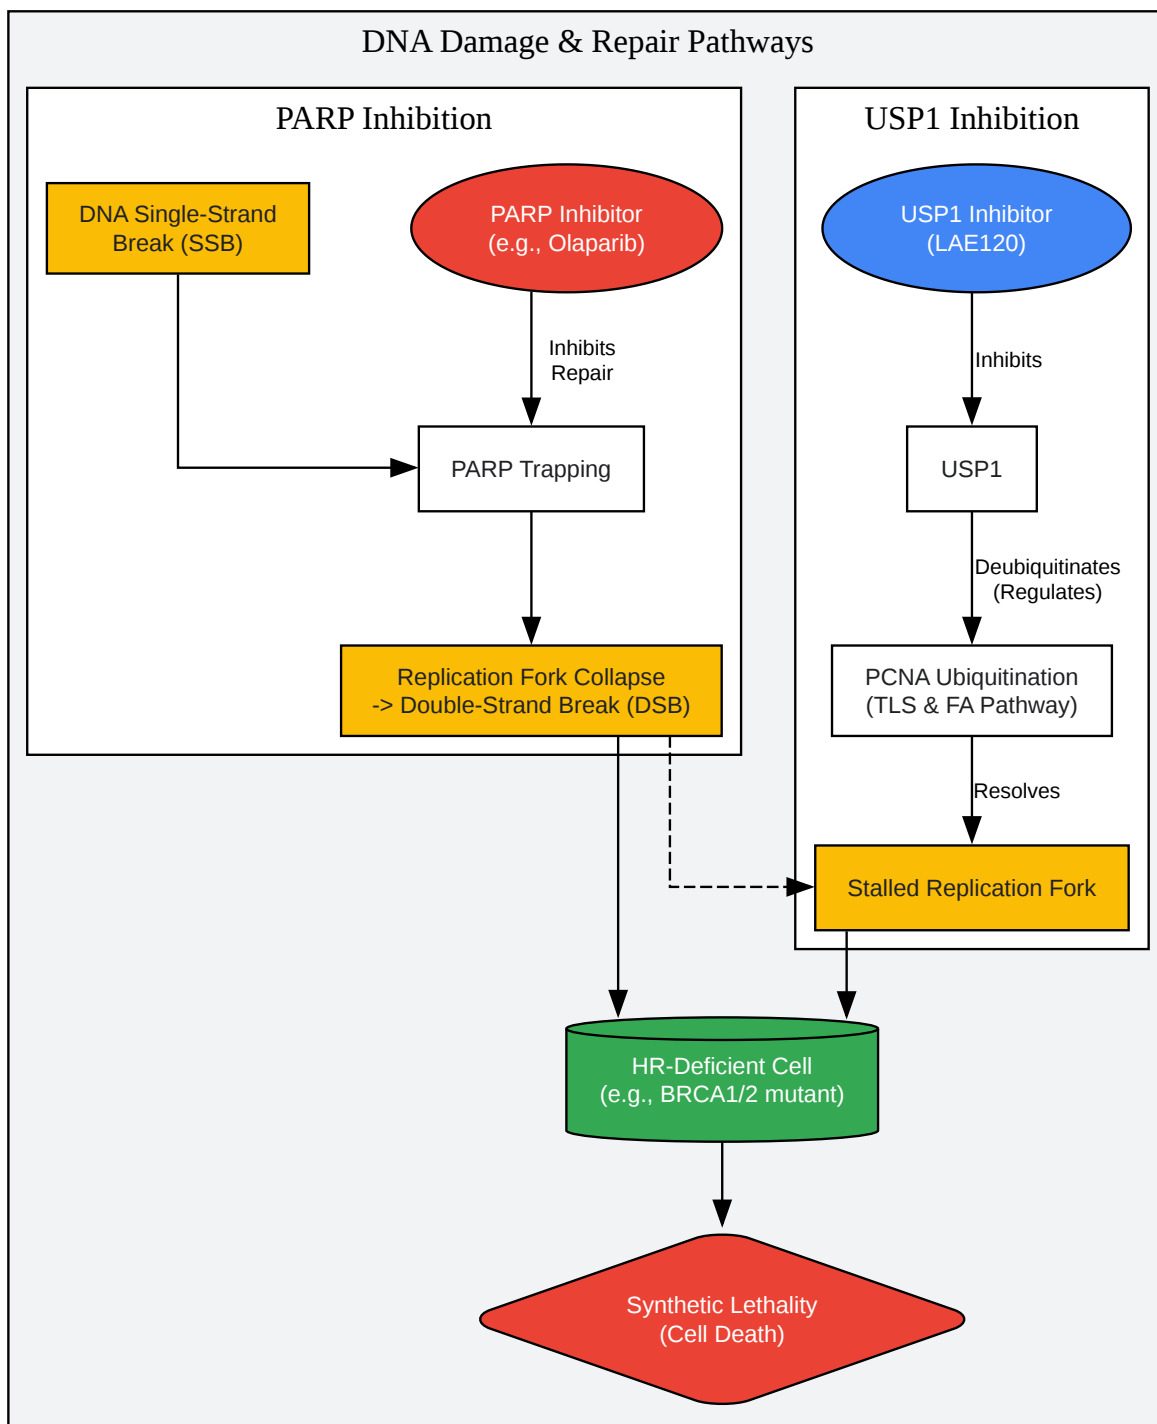 DNA Damage & Repair Pathways
PARP Inhibition
DNA Single-Strand
Break (SSB)
PARP Inhibitor
(e.g., Olaparib)
Inhibits
Repair
PARP Trapping
Replication Fork Collapse
-> Double-Strand Break (DSB)
USP1 Inhibition
USP1 Inhibitor
(LAE120)
Inhibits
USP1
Deubiquitinates
(Regulates)
PCNA Ubiquitination
(TLS & FA Pathway)
Resolves
Stalled Replication Fork
HR-Deficient Cell
(e.g., BRCA1/2 mutant)
Synthetic Lethality
(Cell Death)